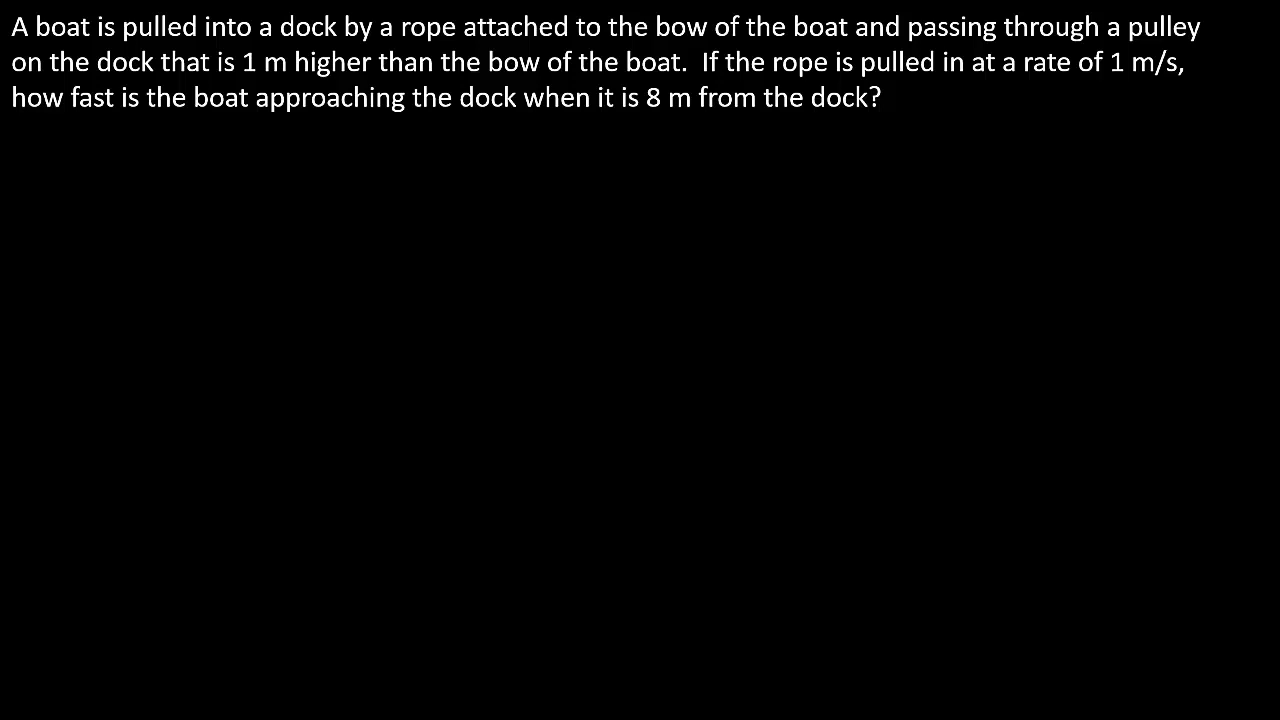 A boat is pulled into a dock by a rope attached to the bow of the boat and passing through a pulley
on the dock that is 1 m higher than the bow of the boat.  If the rope is pulled in at a rate of 1 m/s,
how fast is the boat approaching the dock when it is 8 m from the dock?